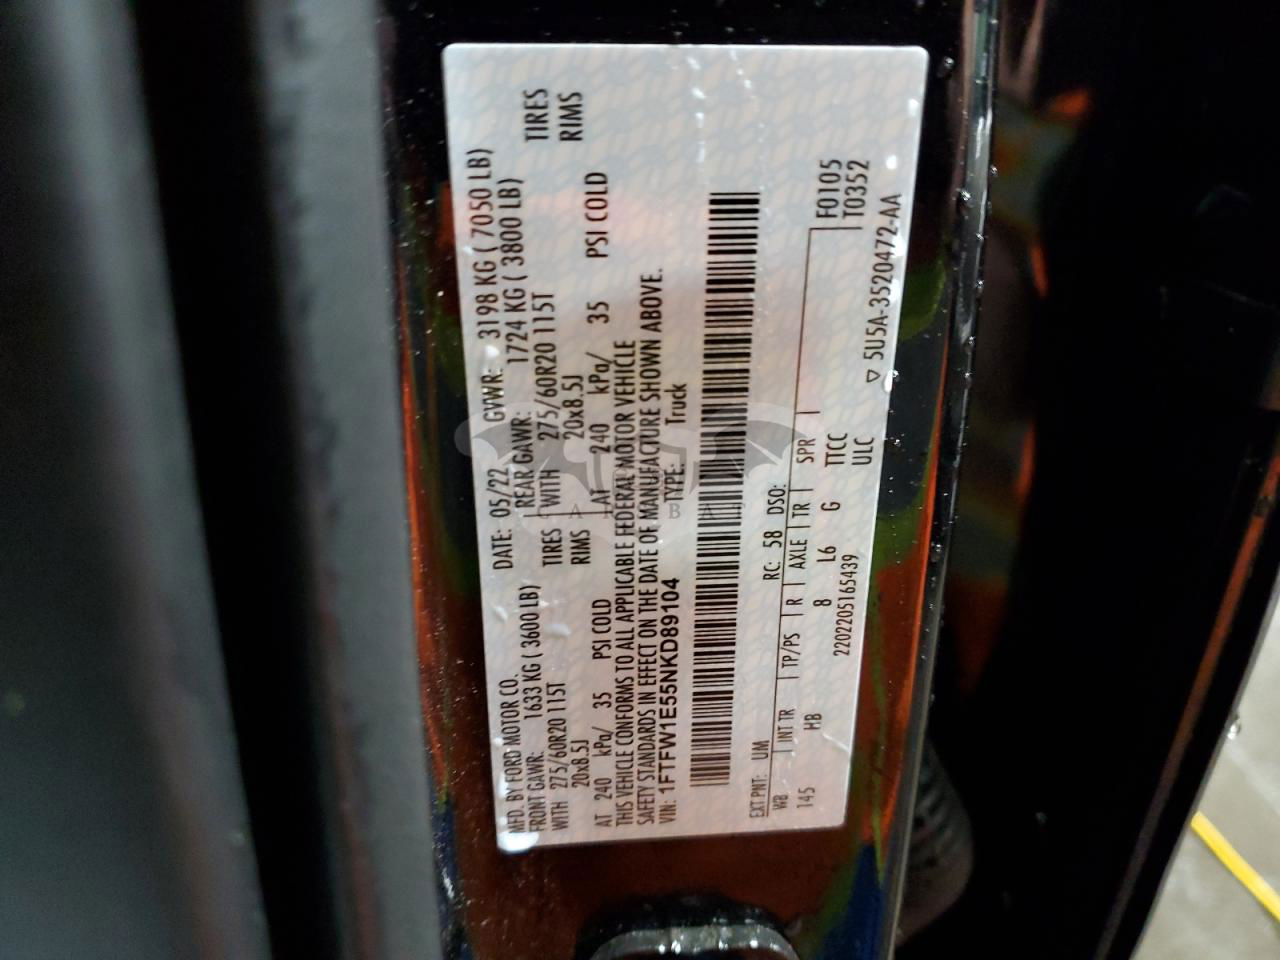 MFD. BY FORD MOTOR CO. DATE: 05/22 GVWR: 3198 KG ( 7050 LB)
FRONT GAWR: 1633 KG ( 3600 LB) REAR GAWR: 1724 KG ( 3800 LB)
WITH 275/60R20 115T TIRES WITH 275/60R20 115T TIRES
20x8.5J RIMS 20x8.5J RIMS
AT 240 kPa/ 35 PSI COLD AT 240 kPa/ 35 PSI COLD
THIS VEHICLE CONFORMS TO ALL APPLICABLE FEDERAL MOTOR VEHICLE
SAFETY STANDARDS IN EFFECT ON THE DATE OF MANUFACTURE SHOWN ABOVE.
VIN: 1FTFW1E55NKD89104 TYPE: Truck
EXT PNT: UM RC: 58 DSO:
WB INT TR TP/PS R AXLE TR SPR F0105
145 HB 8 L6 G TTCC T0352
2202205165439 ULC
5U5A-3520472-AA